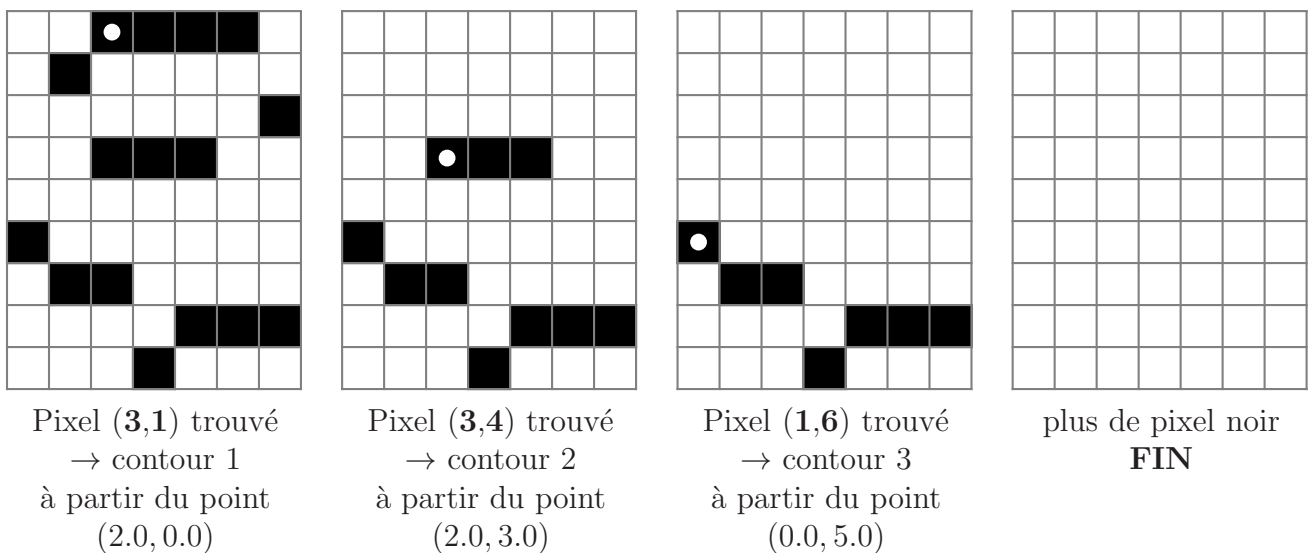 Pixel (3,1) trouvé
→ contour 1
à partir du point
(2.0, 0.0)
Pixel (3,4) trouvé
→ contour 2
à partir du point
(2.0, 3.0)
Pixel (1,6) trouvé
→ contour 3
à partir du point
(0.0, 5.0)
plus de pixel noir
FIN